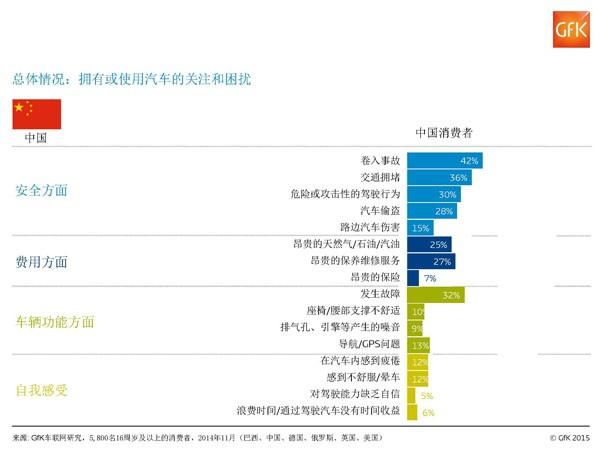 GfK
总体情况：拥有或使用汽车的关注和困扰
中国
中国消费者
安全方面
卷入事故 42%
交通拥堵 36%
危险或攻击性的驾驶行为 30%
汽车偷盗 28%
路边汽车伤害 15%
费用方面
昂贵的天然气/石油/汽油 25%
昂贵的保养维修服务 27%
昂贵的保险 7%
车辆功能方面
发生故障 32%
座椅/腰部支撑不舒适 10%
排气孔、引擎等产生的噪音 9%
导航/GPS问题 13%
自我感受
在汽车内感到疲倦 12%
感到不舒服/晕车 12%
对驾驶能力缺乏自信 5%
浪费时间/通过驾驶汽车没有时间收益 6%
来源: GfK车联网研究，5,800名16周岁及以上的消费者，2014年11月（巴西、中国、德国、俄罗斯、英国、美国）
© GfK 2015